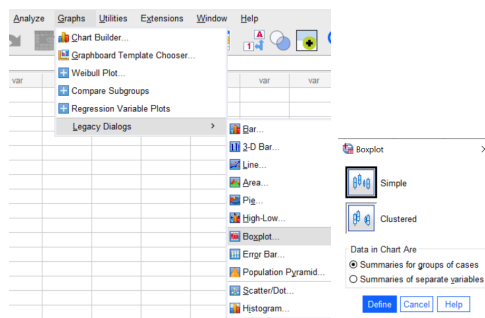 Analyze Graphs Utilities Extensions Window Help
Chart Builder...
Graphboard Template Chooser...
Weibull Plot...
Compare Subgroups
Regression Variable Plots
Legacy Dialogs >
var var var
A
1 4
Bar...
3-D Bar...
Line...
Area...
Pie...
High-Low...
Boxplot...
Error Bar...
Population Pyramid...
Scatter/Dot...
Histogram...
Boxplot
Simple
Clustered
Data in Chart Are
Summaries for groups of cases
Summaries of separate variables
Define Cancel Help